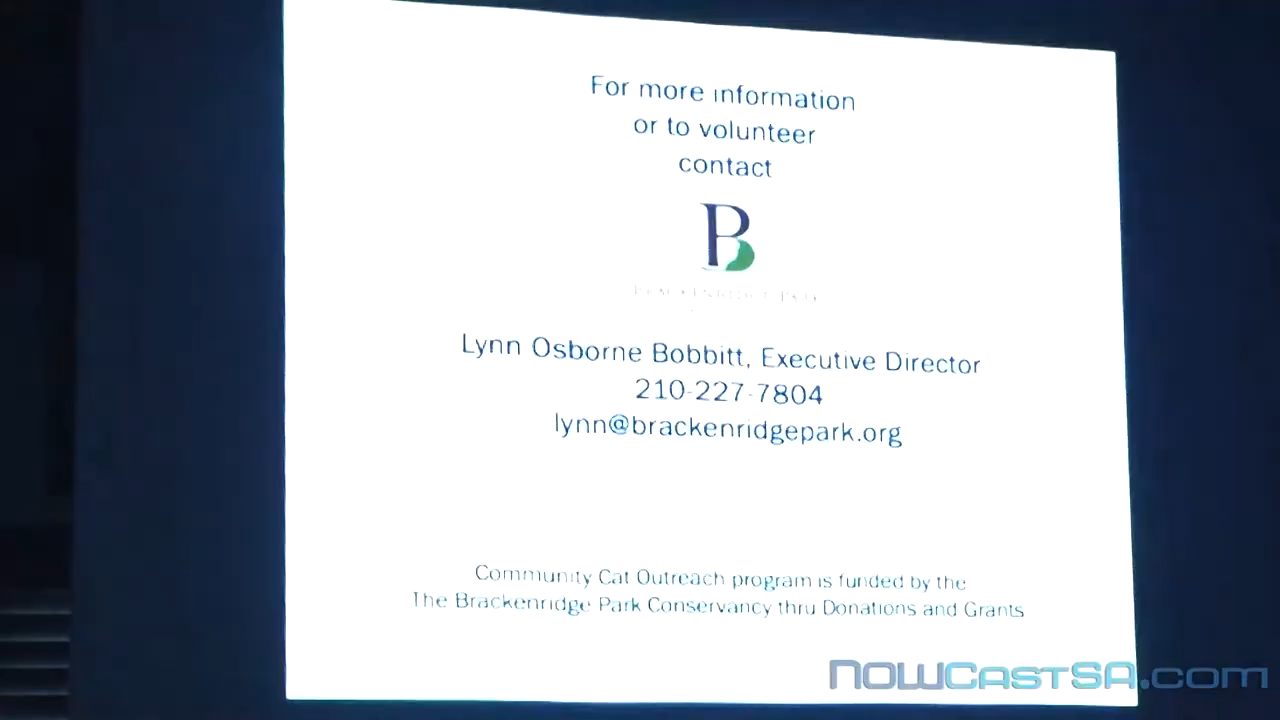 For more information
or to volunteer
contact
B
Lynn Osborne Bobbitt, Executive Director
210-227-7804
lynn@brackenridgepark.org
Community Cat Outreach program is funded by the
The Brackenridge Park Conservancy thru Donations and Grants
NOWCastSA.com